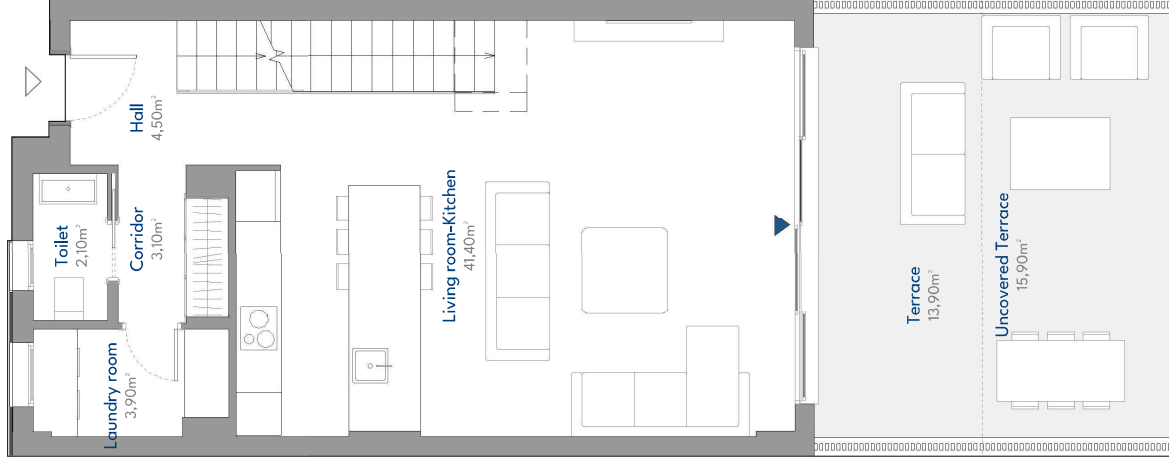 Hall
4,50m²
Toilet
2,10m²
Corridor
3,10m²
Laundry room
3,90m²
Living room-Kitchen
41,40m²
Terrace
13,90m²
Uncovered Terrace
15,90m²